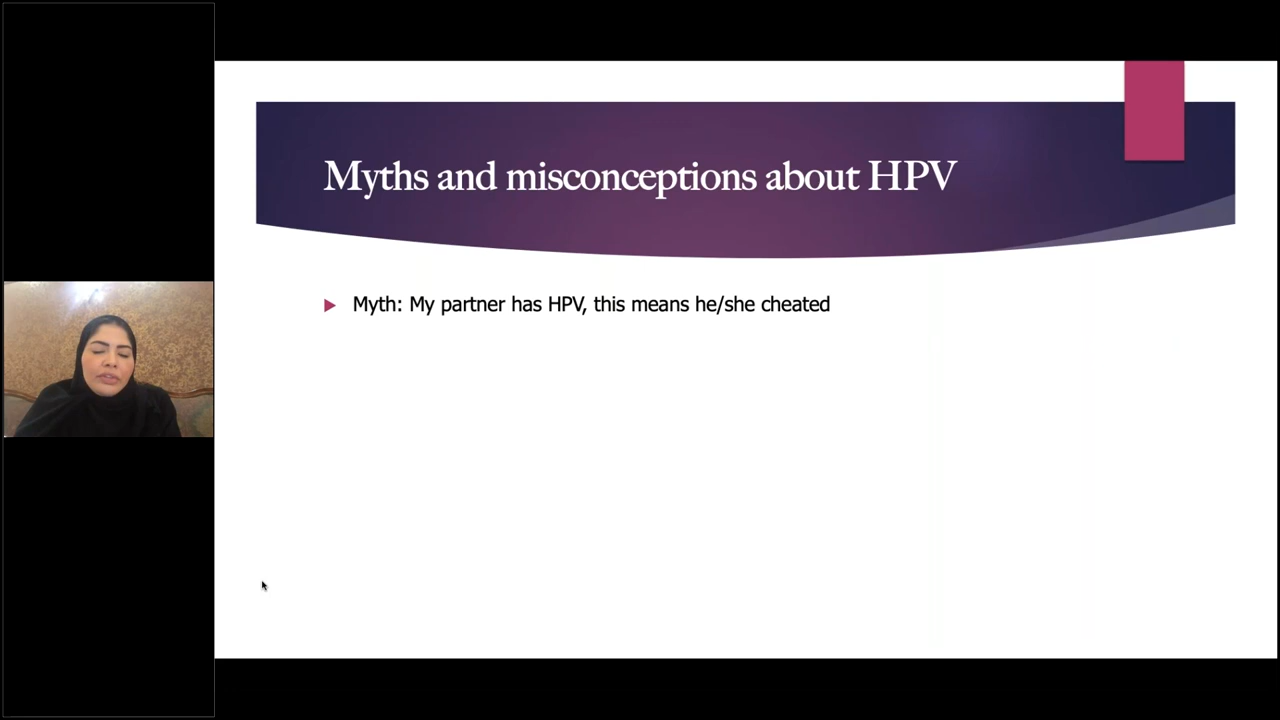 Myths and misconceptions about HPV
Myth: My partner has HPV, this means he/she cheated